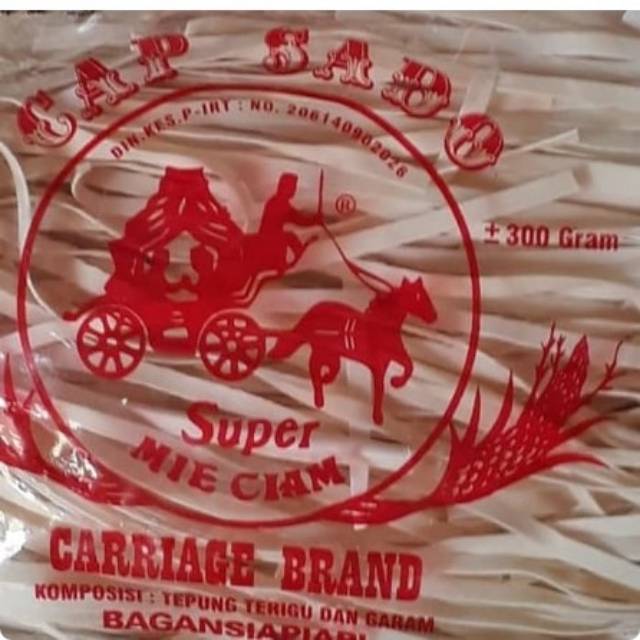 CAP SADO
DIN.KES.P-IRT : NO. 206140902026
®
± 300 Gram
Super
MIE CIAM
CARRIAGE BRAND
KOMPOSISI : TEPUNG TERIGU DAN GARAM
BAGANSIAPIAPI